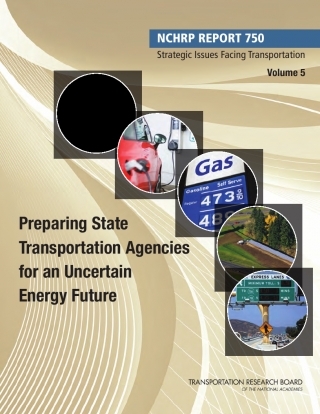 NCHRP REPORT 750
Strategic Issues Facing Transportation
Volume 5
Gas
Gasoline Self Serve
Regular
473
48
Preparing State
Transportation Agencies
for an Uncertain
Energy Future
EXPRESS LANES
TRANSPORTATION RESEARCH BOARD
OF THE NATIONAL ACADEMIES